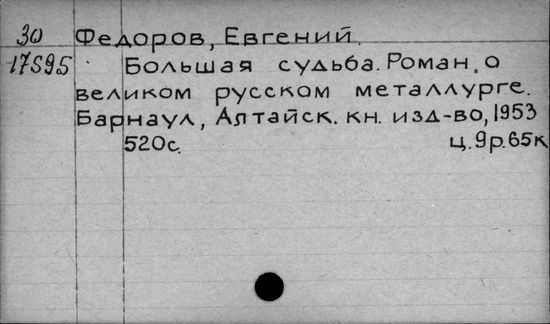 30 Федоров, Евгений.
17595 Большая судьба. Роман о
великом русском металлурге.
Барнаул, Алтайск. кн. изд-во, 1953
520с. ц. 9р. 65к